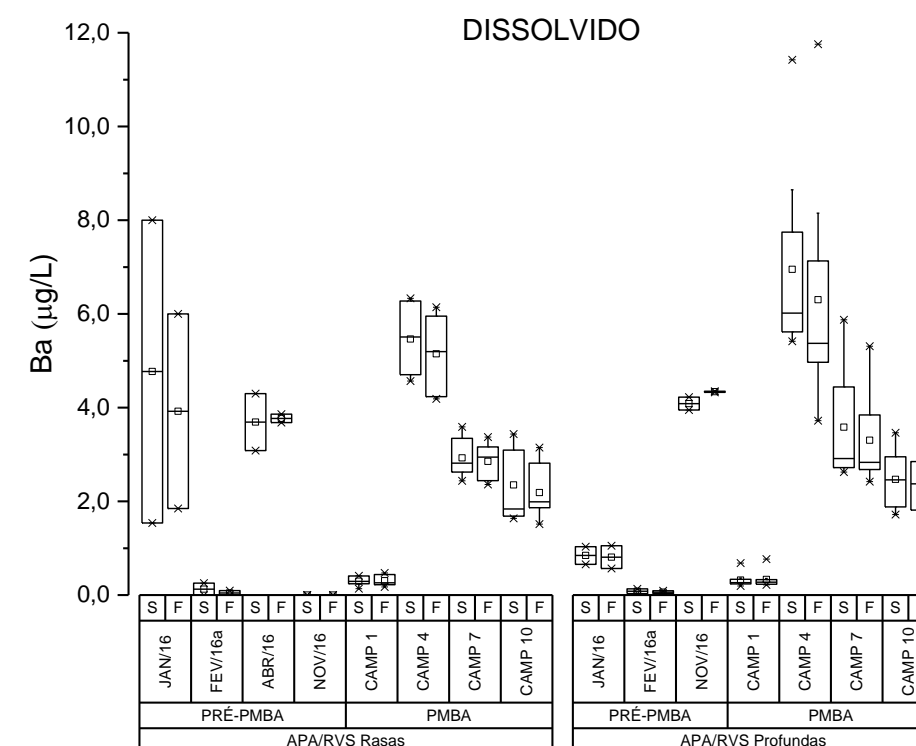 DISSOLVIDO
Ba (µg/L)
12,0
10,0
8,0
6,0
4,0
2,0
0,0
S F S F S F S F S F S F S F S F
JAN/16 FEV/16a ABR/16 NOV/16 CAMP 1 CAMP 4 CAMP 7 CAMP 10
PRÉ-PMBA PMBA
APA/RVS Rasas
S F S F S F S F S F S F S
JAN/16 FEV/16a NOV/16 CAMP 1 CAMP 4 CAMP 7 CAMP 10
PRÉ-PMBA PMBA
APA/RVS Profundas